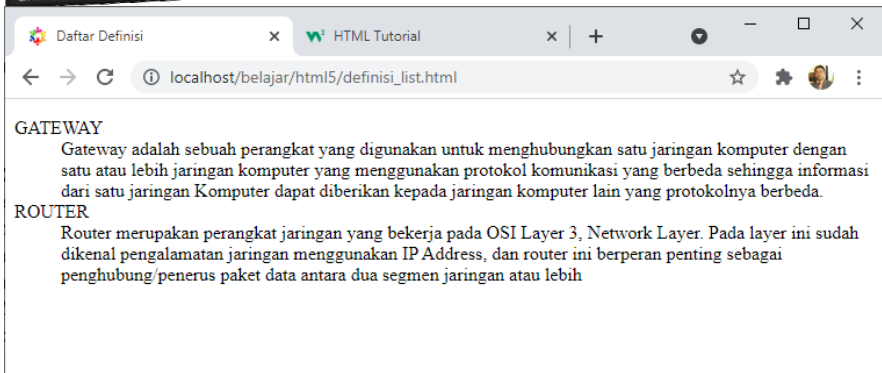 Daftar Definisi
HTML Tutorial
localhost/belajar/html5/definisi_list.html
GATEWAY
Gateway adalah sebuah perangkat yang digunakan untuk menghubungkan satu jaringan komputer dengan
satu atau lebih jaringan komputer yang menggunakan protokol komunikasi yang berbeda sehingga informasi
dari satu jaringan Komputer dapat diberikan kepada jaringan komputer lain yang protokolnya berbeda.
ROUTER
Router merupakan perangkat jaringan yang bekerja pada OSI Layer 3, Network Layer. Pada layer ini sudah
dikenal pengalamatan jaringan menggunakan IP Address, dan router ini berperan penting sebagai
penghubung/penerus paket data antara dua segmen jaringan atau lebih